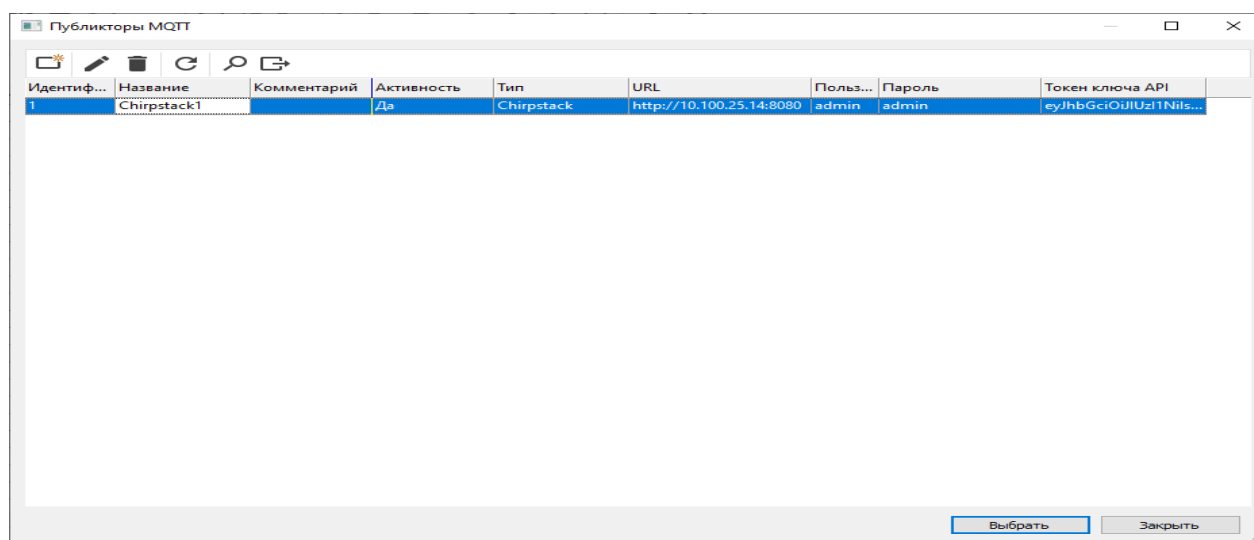 Публикторы MQTT
Идентиф... Название Комментарий Активность Тип URL Польз... Пароль Токен ключа API
1 Chirpstack1 Да Chirpstack http://10.100.25.14:8080 admin admin eyJhbGciOiJIUzI1NiIs...
Выбрать Закрыть